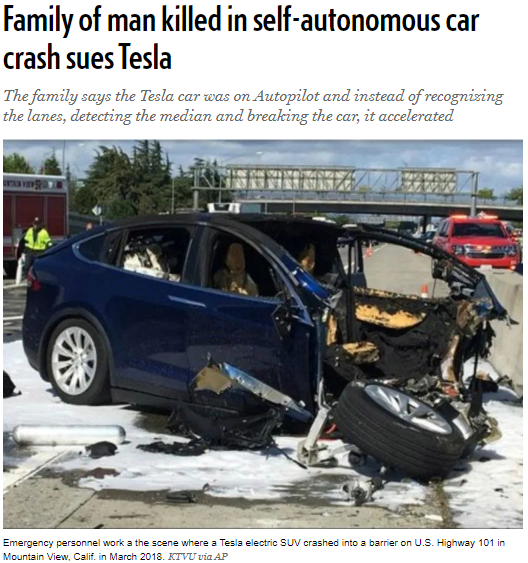 Family of man killed in self-autonomous car
crash sues Tesla
The family says the Tesla car was on Autopilot and instead of recognizing
the lanes, detecting the median and breaking the car, it accelerated
Emergency personnel work a the scene where a Tesla electric SUV crashed into a barrier on U.S. Highway 101 in
Mountain View, Calif. in March 2018. KTVU via AP